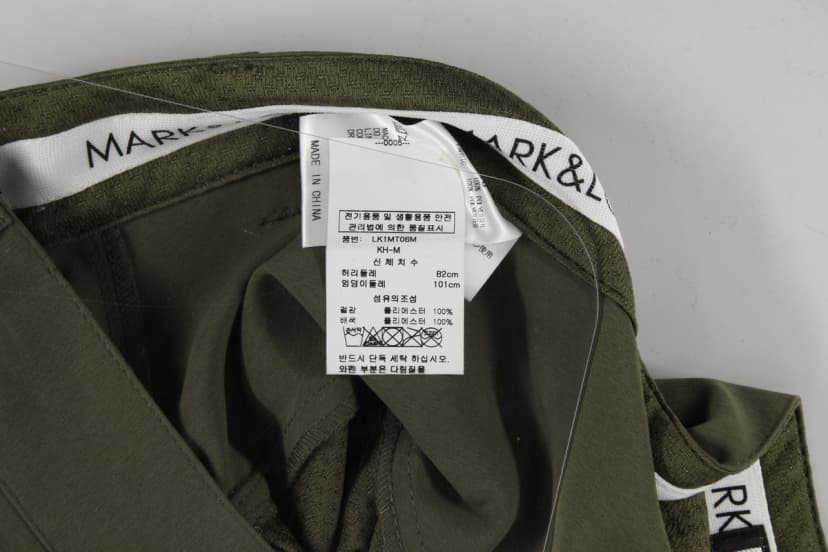 MARK&
MARK&L
MADE IN CHINA
---0005---
전기용품 및 생활용품 안전
관리법에 의한 품질표시
품번: LK1MT06M
KH-M
신체치수
허리둘레 82cm
엉덩이둘레 101cm
섬유의조성
겉감 폴리에스터 100%
배색 폴리에스터 100%
반드시 단독 세탁 하십시오.
와펜 부분은 다림질을
RK